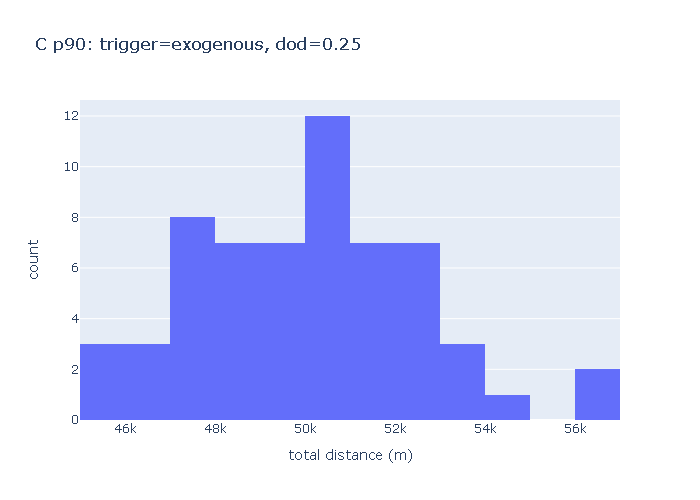 C p90: trigger=exogenous, dod=0.25
12
10
8
6
4
2
0
count
46k 48k 50k 52k 54k 56k
total distance (m)